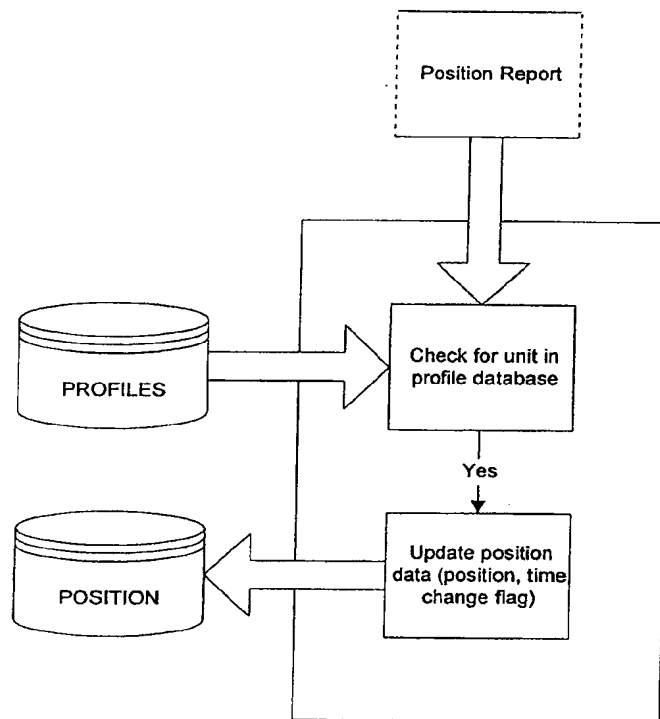 Position Report
Check for unit in
profile database
PROFILES
Yes
Update position
data (position, time
change flag)
POSITION